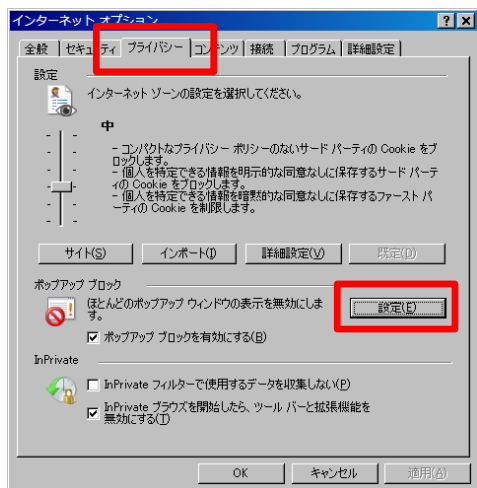 インターネット オプション
全般 セキュリティ プライバシー コンテンツ 接続 プログラム 詳細設定
設定
インターネット ゾーンの設定を選択してください。
中
- コンパクトなプライバシー ポリシーのないサード パーティの Cookie をブ
ロックします。
- 個人を特定できる情報を明示的な同意なしに保存するサード パーテ
ィの Cookie をブロックします。
- 個人を特定できる情報を暗黙的な同意なしに保存するファースト パ
ーティの Cookie を制限します。
サイト(S) インポート(I) 詳細設定(V) 既定(D)
ポップアップ ブロック
ほとんどのポップアップ ウィンドウの表示を無効にしま
す。
設定(E)
ポップアップ ブロックを有効にする(B)
InPrivate
InPrivate フィルターで使用するデータを収集しない(P)
InPrivate ブラウズを開始したら、ツール バーと拡張機能を
無効にする(T)
OK キャンセル 適用(A)